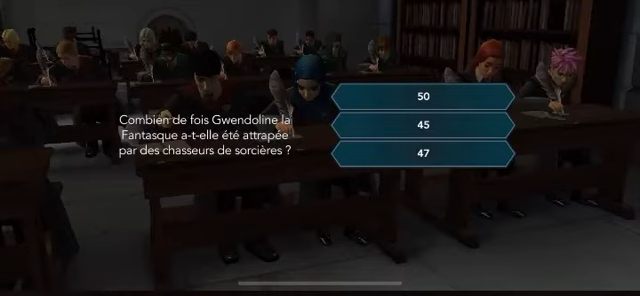 Combien de fois Gwendoline la
Fantasque a-t-elle été attrapée
par des chasseurs de sorcières ?
50
45
47